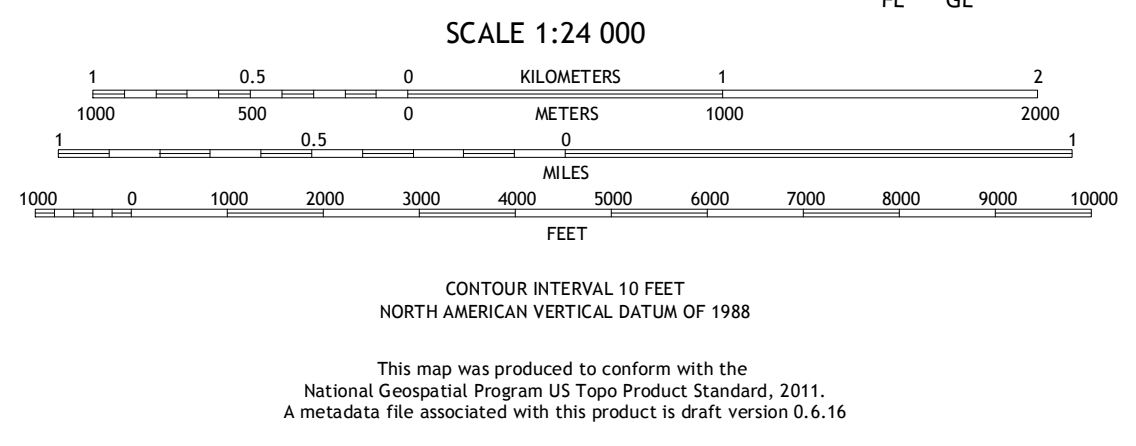 FL GE
SCALE 1:24 000
1 0.5 0 KILOMETERS 1 2
1000 500 0 METERS 1000 2000
1 0.5 0 1
MILES
1000 0 1000 2000 3000 4000 5000 6000 7000 8000 9000 10000
FEET
CONTOUR INTERVAL 10 FEET
NORTH AMERICAN VERTICAL DATUM OF 1988
This map was produced to conform with the
National Geospatial Program US Topo Product Standard, 2011.
A metadata file associated with this product is draft version 0.6.16